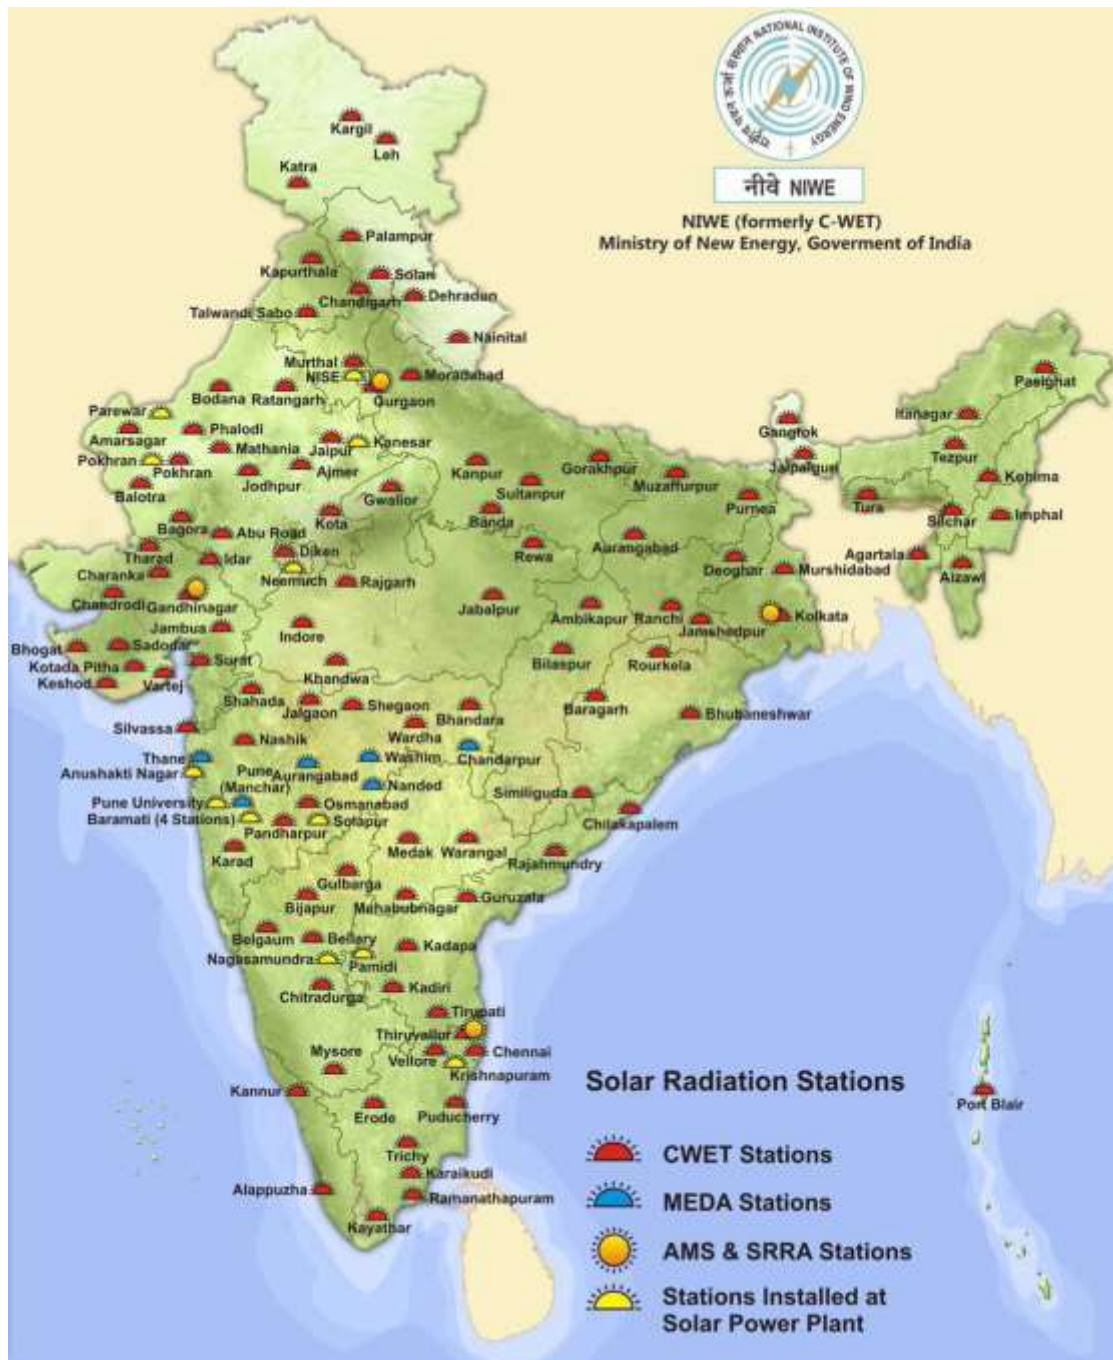 राष्ट्रीय पवन ऊर्जा संस्थान NATIONAL INSTITUTE OF WIND ENERGY
नीवे NIWE
NIWE (formerly C-WET)
Ministry of New Energy, Goverment of India
Kargil
Leh
Katra
Palampur
Kapurthala
Solan
Chandigarh
Dehradun
Talwandi Sabo
Nainital
Murthal
NISE
Moradabad
Bodana
Ratangarh
Gurgaon
Pasighat
Parewar
Itanagar
Amarsagar
Phalodi
Gangtok
Mathania
Jaipur
Kanesar
Tezpur
Pokhran
Pokhran
Ajmer
Kanpur
Gorakhpur
Jalpaiguri
Jodhpur
Kohima
Balotra
Gwalior
Sultanpur
Muzaffurpur
Purnea
Tura
Bagora
Abu Road
Kota
Banda
Silchar
Imphal
Tharad
Idar
Diken
Rewa
Aurangabad
Agartala
Charanka
Neemuch
Rajgarh
Deoghar
Murshidabad
Aizawl
Chandrodi
Gandhinagar
Jabalpur
Ambikapur
Ranchi
Jamshedpur
Kolkata
Jambua
Indore
Bhogat
Sadodar
Kotada Pitha
Surat
Bilaspur
Rourkela
Keshod
Vartej
Khandwa
Shahada
Jalgaon
Shegaon
Bhandara
Baragarh
Bhubaneshwar
Silvassa
Nashik
Wardha
Thane
Washim
Chandarpur
Anushakti Nagar
Pune
(Manchar)
Aurangabad
Nanded
Similiguda
Pune University
Osmanabad
Baramati (4 Stations)
Solapur
Chilakapalem
Pandharpur
Karad
Medak
Warangal
Rajahmundry
Gulbarga
Bijapur
Mahabubnagar
Guruzala
Belgaum
Bellary
Kadapa
Nagasamundra
Pamidi
Chitradurga
Kadiri
Tirupati
Thiruvallur
Mysore
Vellore
Chennai
Krishnapuram
Kannur
Erode
Puducherry
Port Blair
Trichy
Karaikudi
Alappuzha
Ramanathapuram
Kayathar
Solar Radiation Stations
CWET Stations
MEDA Stations
AMS & SRRA Stations
Stations Installed at
Solar Power Plant